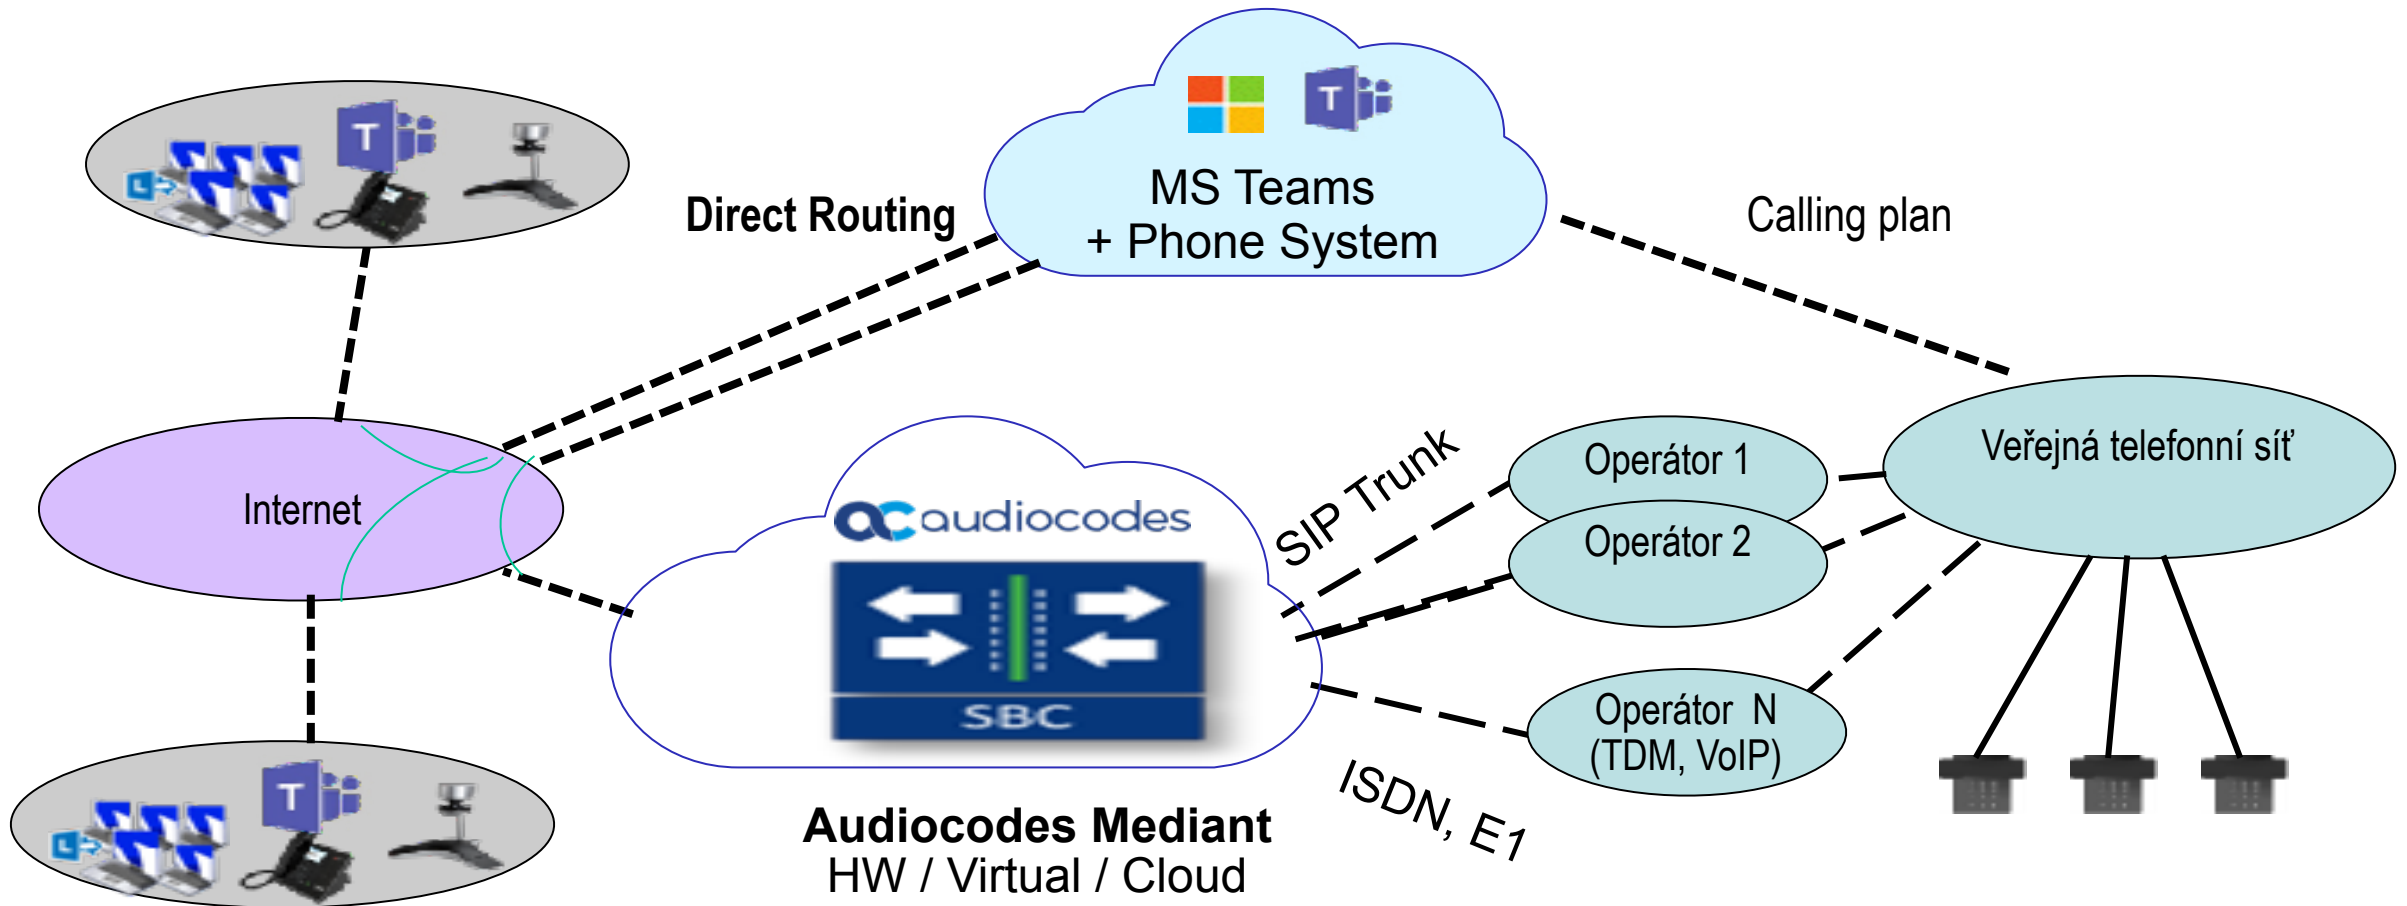 T
T
MS Teams
+ Phone System
Direct Routing
Calling plan
Internet
audiocodes
SBC
SIP Trunk
Operátor 1
Operátor 2
Veřejná telefonní síť
Operátor N
(TDM, VoIP)
ISDN, E1
T
Audiocodes Mediant
HW / Virtual / Cloud